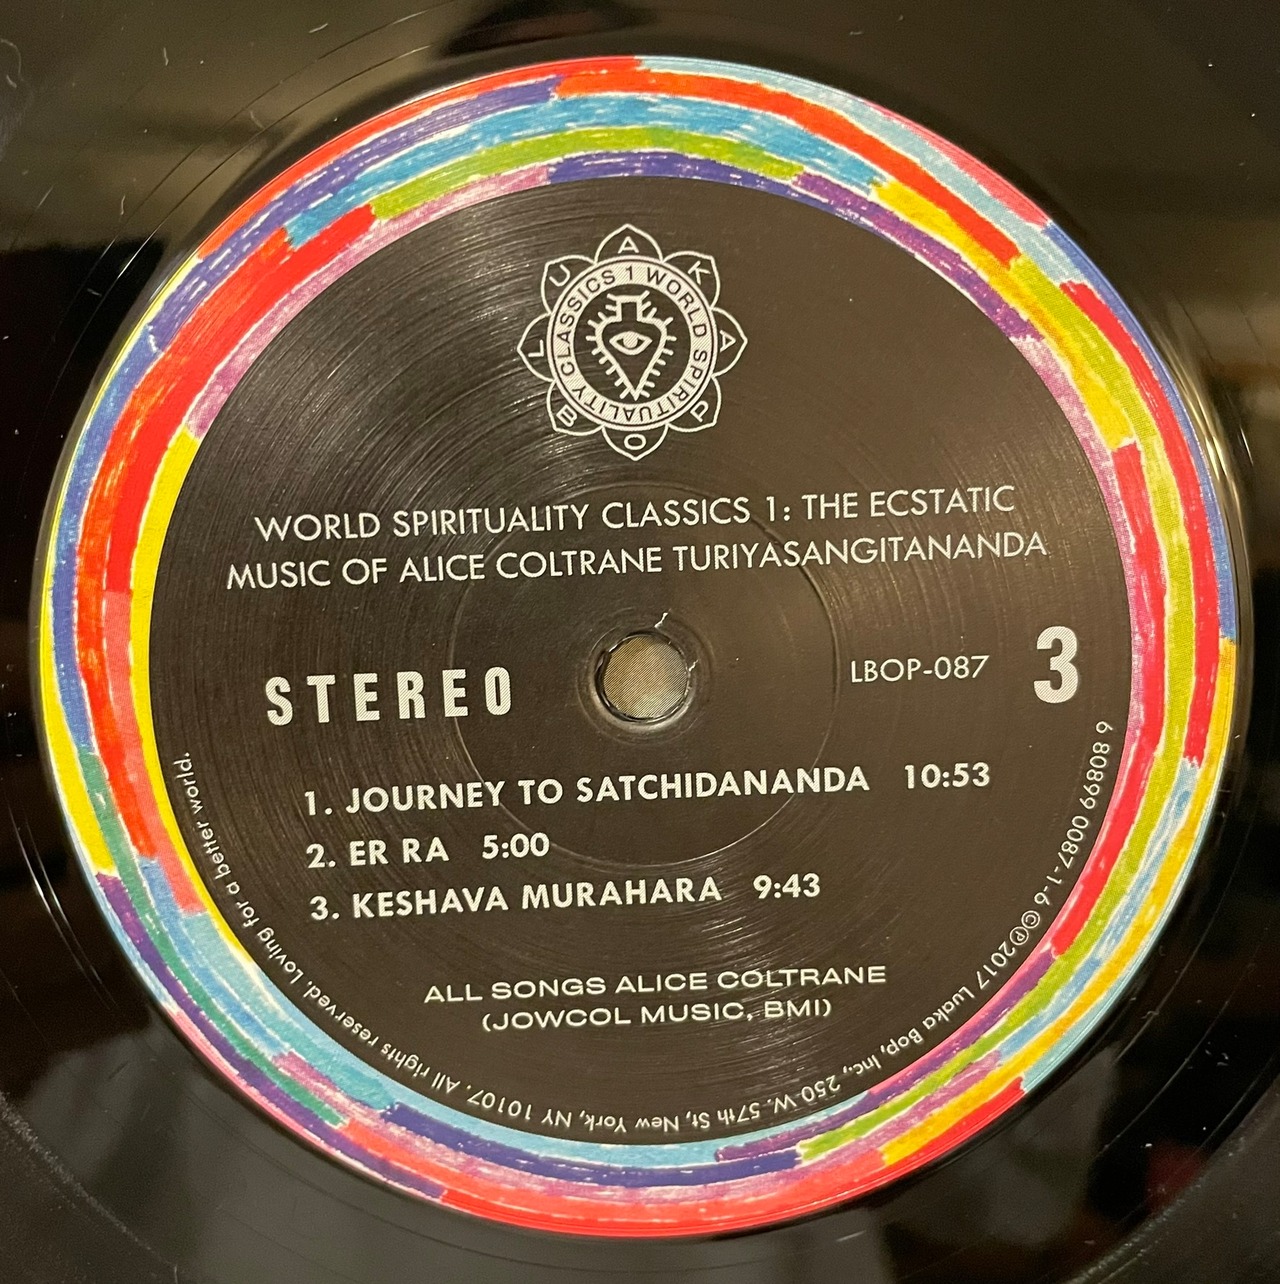 LUAKA BOP
WORLD SPIRITUALITY CLASSICS 1
WORLD SPIRITUALITY CLASSICS 1: THE ECSTATIC
MUSIC OF ALICE COLTRANE TURIYASANGITANANDA
STEREO
LBOP-087
3
1. JOURNEY TO SATCHIDANANDA 10:53
2. ER RA 5:00
3. KESHAVA MURAHARA 9:43
ALL SONGS ALICE COLTRANE
(JOWCOL MUSIC, BMI)
6 80899 0087-1-6 ©℗2017 Luaka Bop, Inc., 250 W. 57th St, New York, NY 10107. All rights reserved. Loving for a better world.